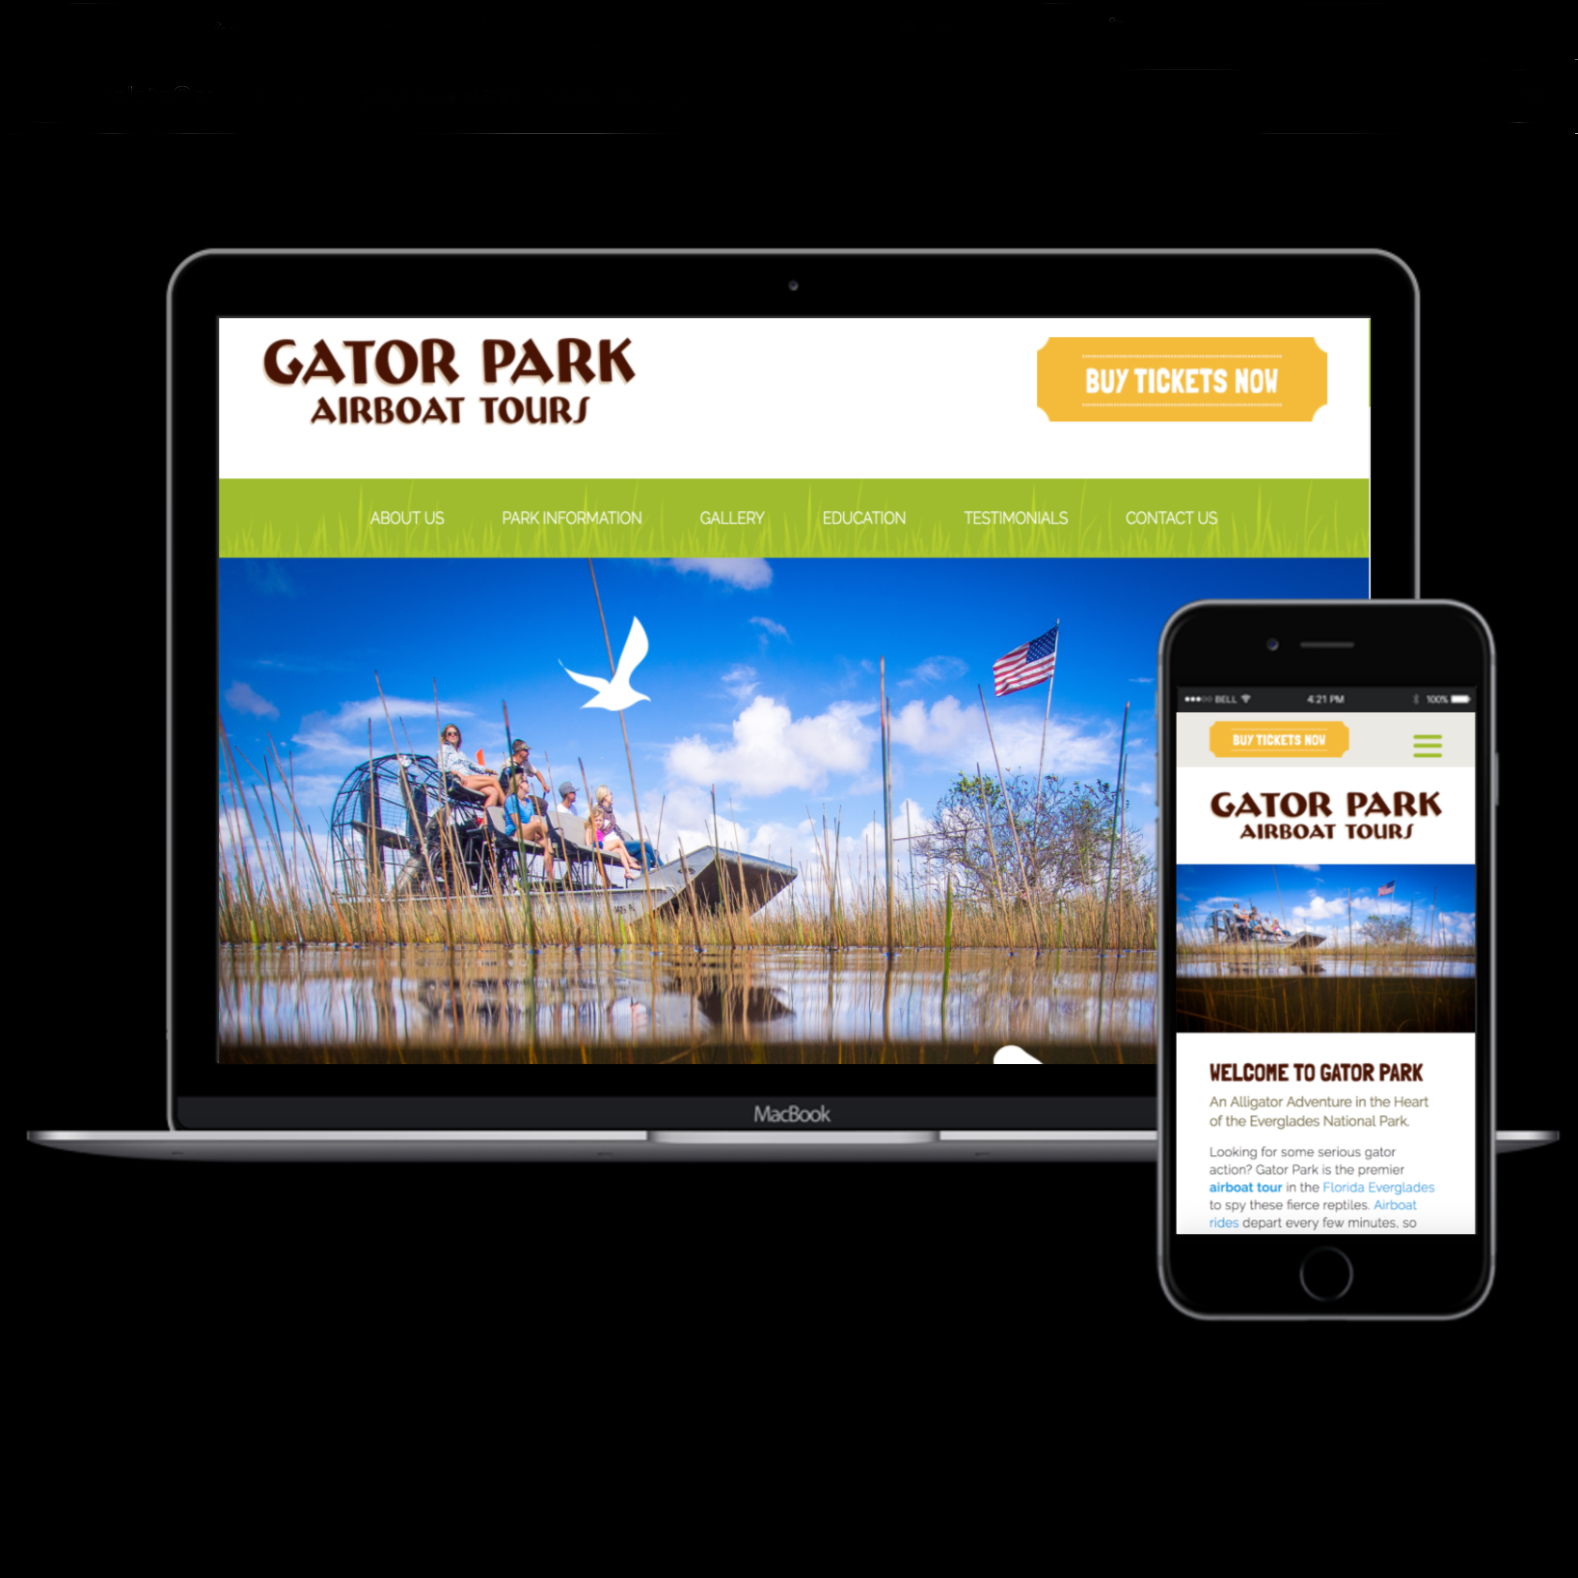 GATOR PARK
AIRBOAT TOURS
BUY TICKETS NOW
ABOUT US PARK INFORMATION GALLERY EDUCATION TESTIMONIALS CONTACT US
MacBook
BELL 4:21 PM 100%
BUY TICKETS NOW
GATOR PARK
AIRBOAT TOURS
WELCOME TO GATOR PARK
An Alligator Adventure in the Heart
of the Everglades National Park.
Looking for some serious gator
action? Gator Park is the premier
airboat tour in the Florida Everglades
to spy these fierce reptiles. Airboat
rides depart every few minutes, so